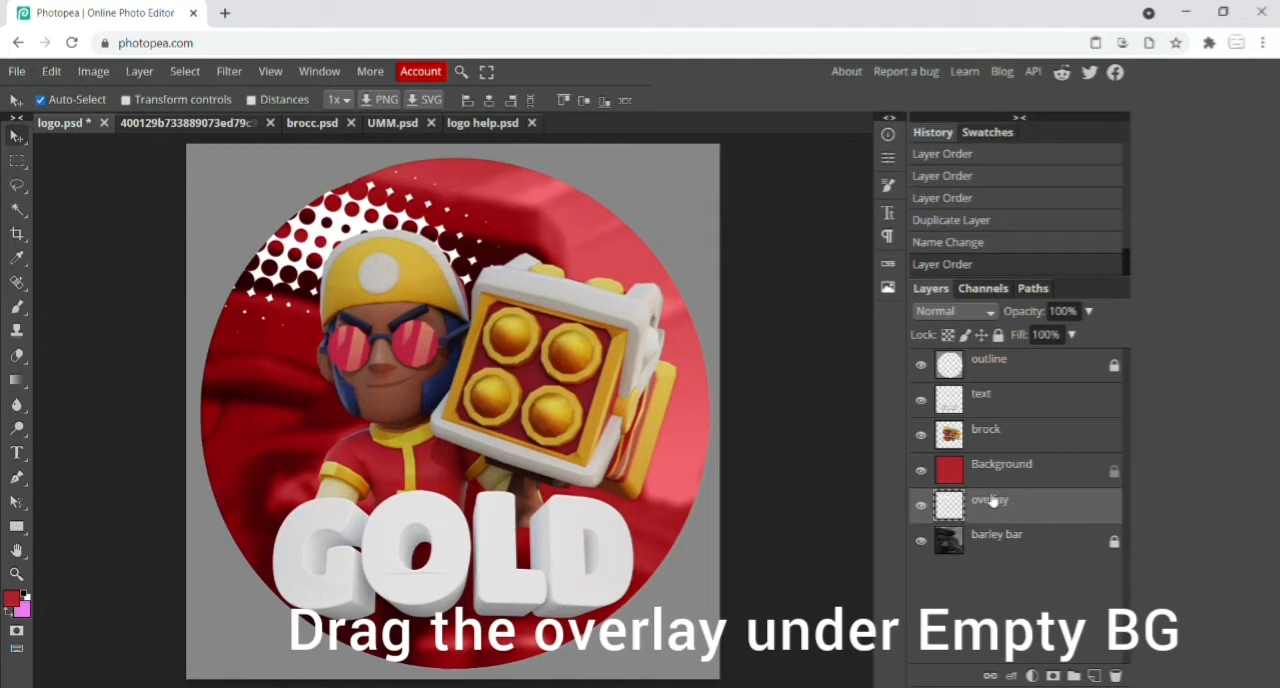 Photopea | Online Photo Editor
photopea.com
File Edit Image Layer Select Filter View Window More Account
About Report a bug Learn Blog API
Auto-Select Transform controls Distances 1x PNG SVG
logo.psd * 400129b733889073ed79c9 brocc.psd UMM.psd logo help.psd
History Swatches
Layer Order
Layer Order
Layer Order
Duplicate Layer
Name Change
Layer Order
Layers Channels Paths
Normal Opacity: 100%
Lock: Fill: 100%
outline
text
brock
Background
overlay
barley bar
GOLD
Drag the overlay under Empty BG
eff